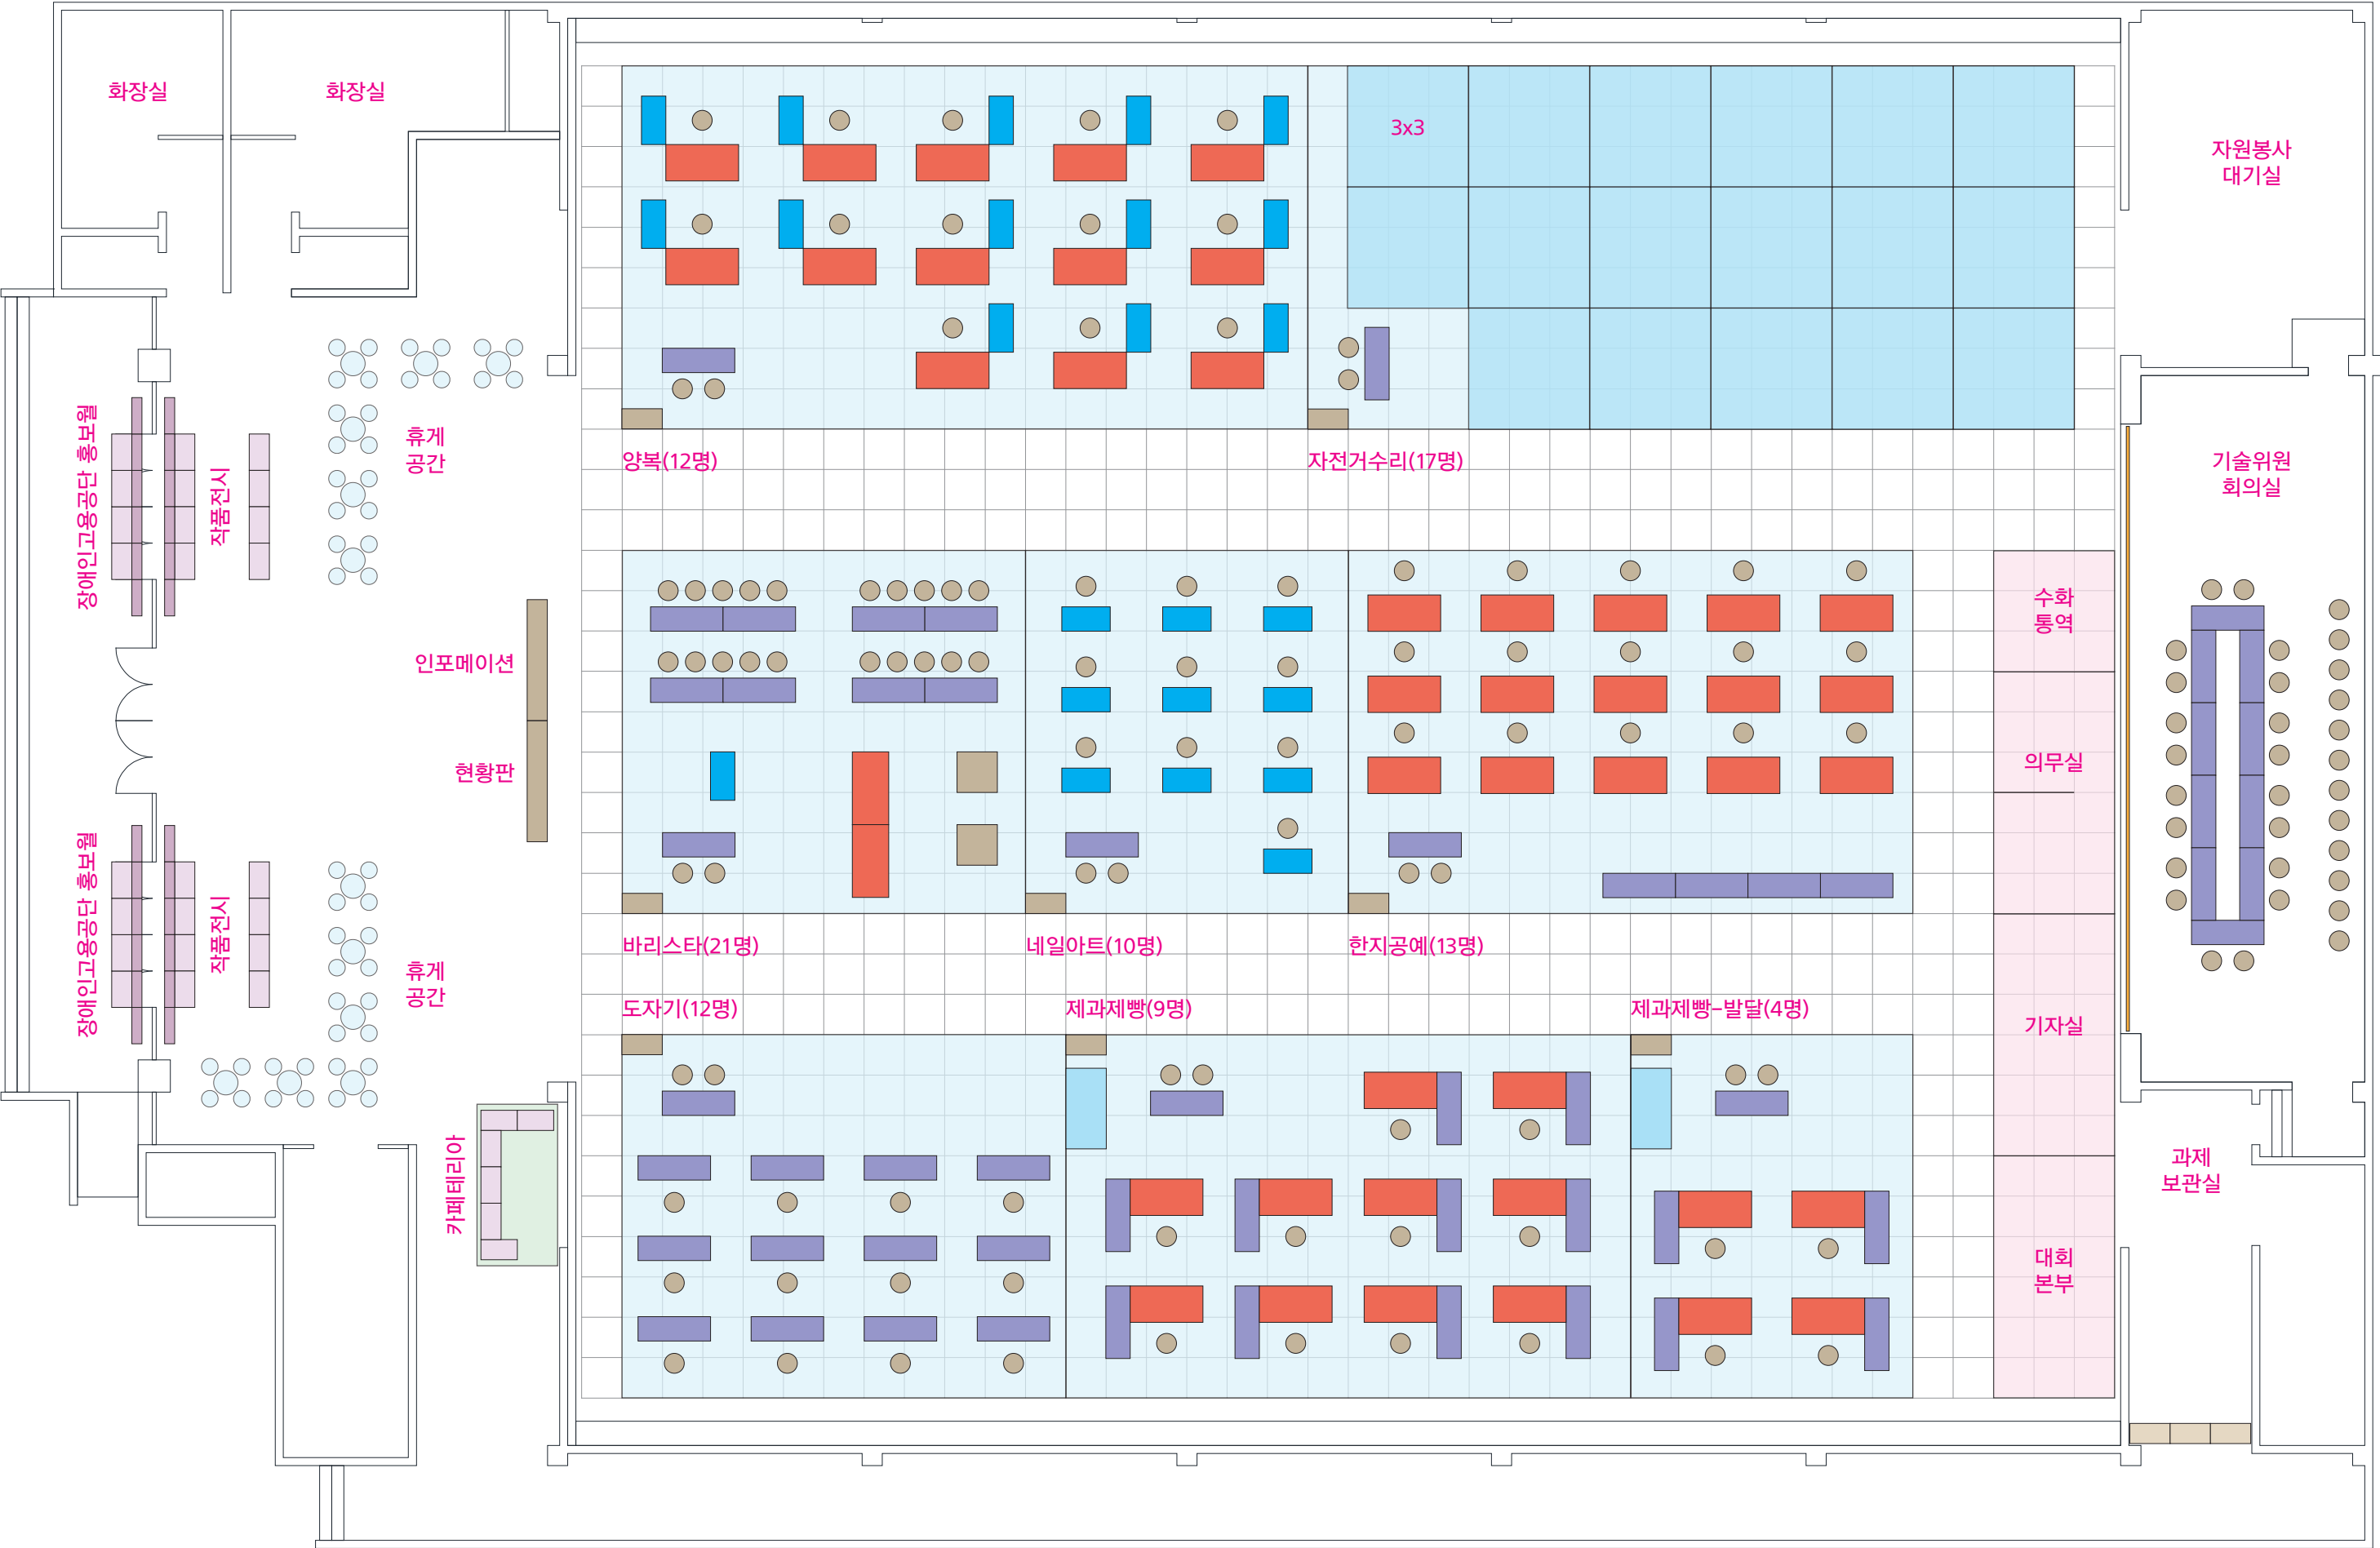 화장실
화장실
3x3
자원봉사
대기실
장애인고용공단 홍보월
작품전시
휴게
공간
양복(12명)
자전거수리(17명)
기술위원
회의실
인포메이션
현황판
수화
통역
의무실
장애인고용공단 홍보월
작품전시
휴게
공간
바리스타(21명)
네일아트(10명)
한지공예(13명)
도자기(12명)
제과제빵(9명)
제과제빵-발달(4명)
기자실
카페테리아
과제
보관실
대회
본부